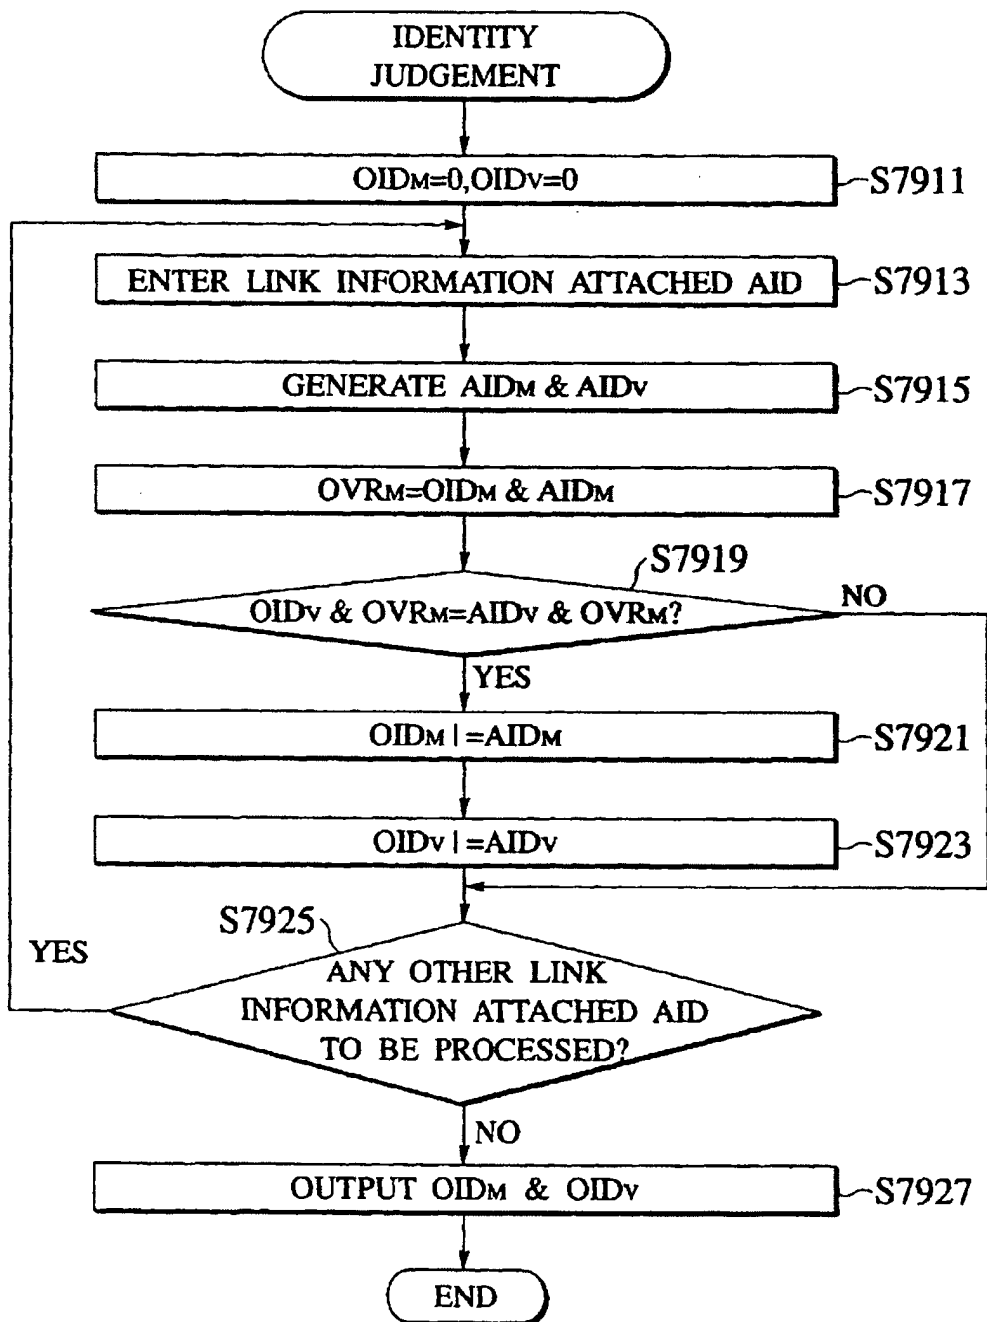 IDENTITY
JUDGEMENT
OIDM=0,OIDV=0
S7911
ENTER LINK INFORMATION ATTACHED AID
S7913
GENERATE AIDM & AIDV
S7915
OVRM=OIDM & AIDM
S7917
S7919
OIDV & OVRM=AIDV & OVRM?
NO
YES
OIDM | =AIDM
S7921
OIDV | =AIDV
S7923
S7925
YES
ANY OTHER LINK
INFORMATION ATTACHED AID
TO BE PROCESSED?
NO
OUTPUT OIDM & OIDV
S7927
END